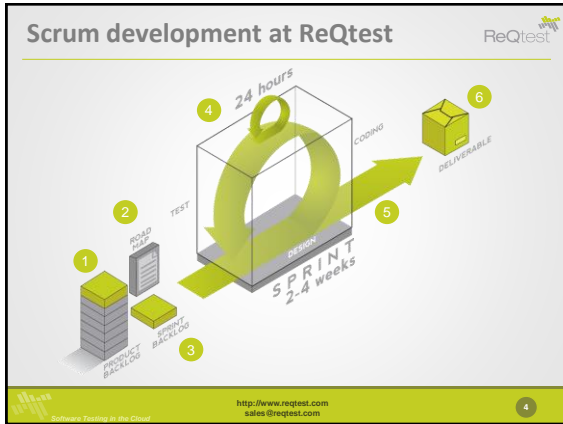 Scrum development at ReQtest
ReQtest
4
24 hours
6
CODING
DELIVERABLE
TEST
2
ROAD
MAP
5
DESIGN
SPRINT
2-4 weeks
1
SPRINT
BACKLOG
3
PRODUCT
BACKLOG
Software Testing in the Cloud
http://www.reqtest.com
sales@reqtest.com
4